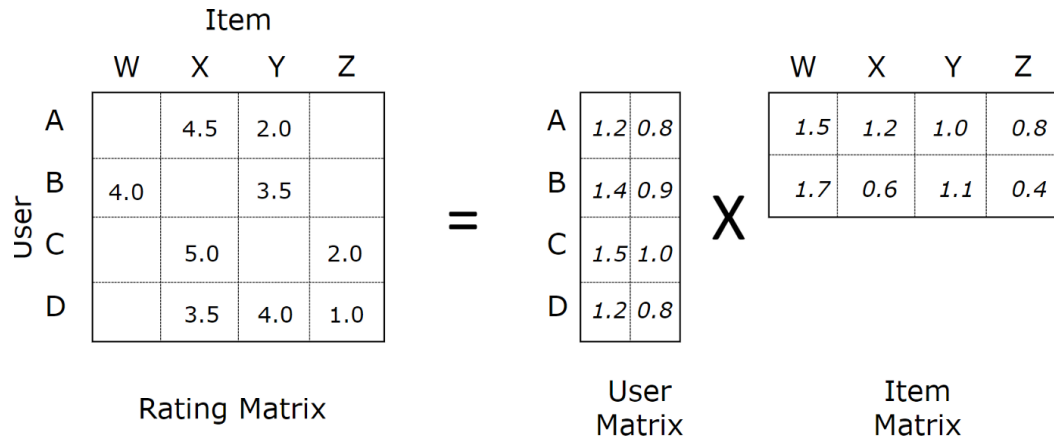 Item
W X Y Z W X Y Z
A 4.5 2.0 A 1.2 0.8 1.5 1.2 1.0 0.8
User B 4.0 3.5 = B 1.4 0.9 X 1.7 0.6 1.1 0.4
C 5.0 2.0 C 1.5 1.0
D 3.5 4.0 1.0 D 1.2 0.8
Rating Matrix
User
Matrix
Item
Matrix